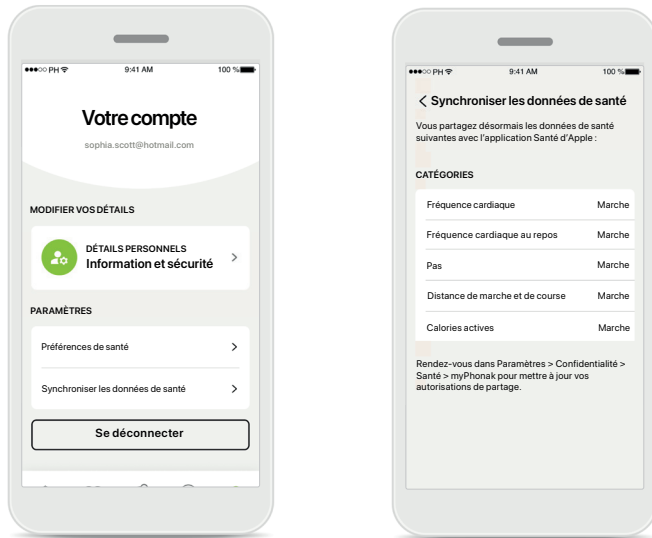 PH
9:41 AM
100 %
Votre compte
sophia.scott@hotmail.com
MODIFIER VOS DÉTAILS
DÉTAILS PERSONNELS
Information et sécurité
PARAMÈTRES
Préférences de santé
Synchroniser les données de santé
Se déconnecter
PH
9:41 AM
100 %
Synchroniser les données de santé
Vous partagez désormais les données de santé
suivantes avec l'application Santé d'Apple :
CATÉGORIES
Fréquence cardiaque Marche
Fréquence cardiaque au repos Marche
Pas Marche
Distance de marche et de course Marche
Calories actives Marche
Rendez-vous dans Paramètres > Confidentialité >
Santé > myPhonak pour mettre à jour vos
autorisations de partage.